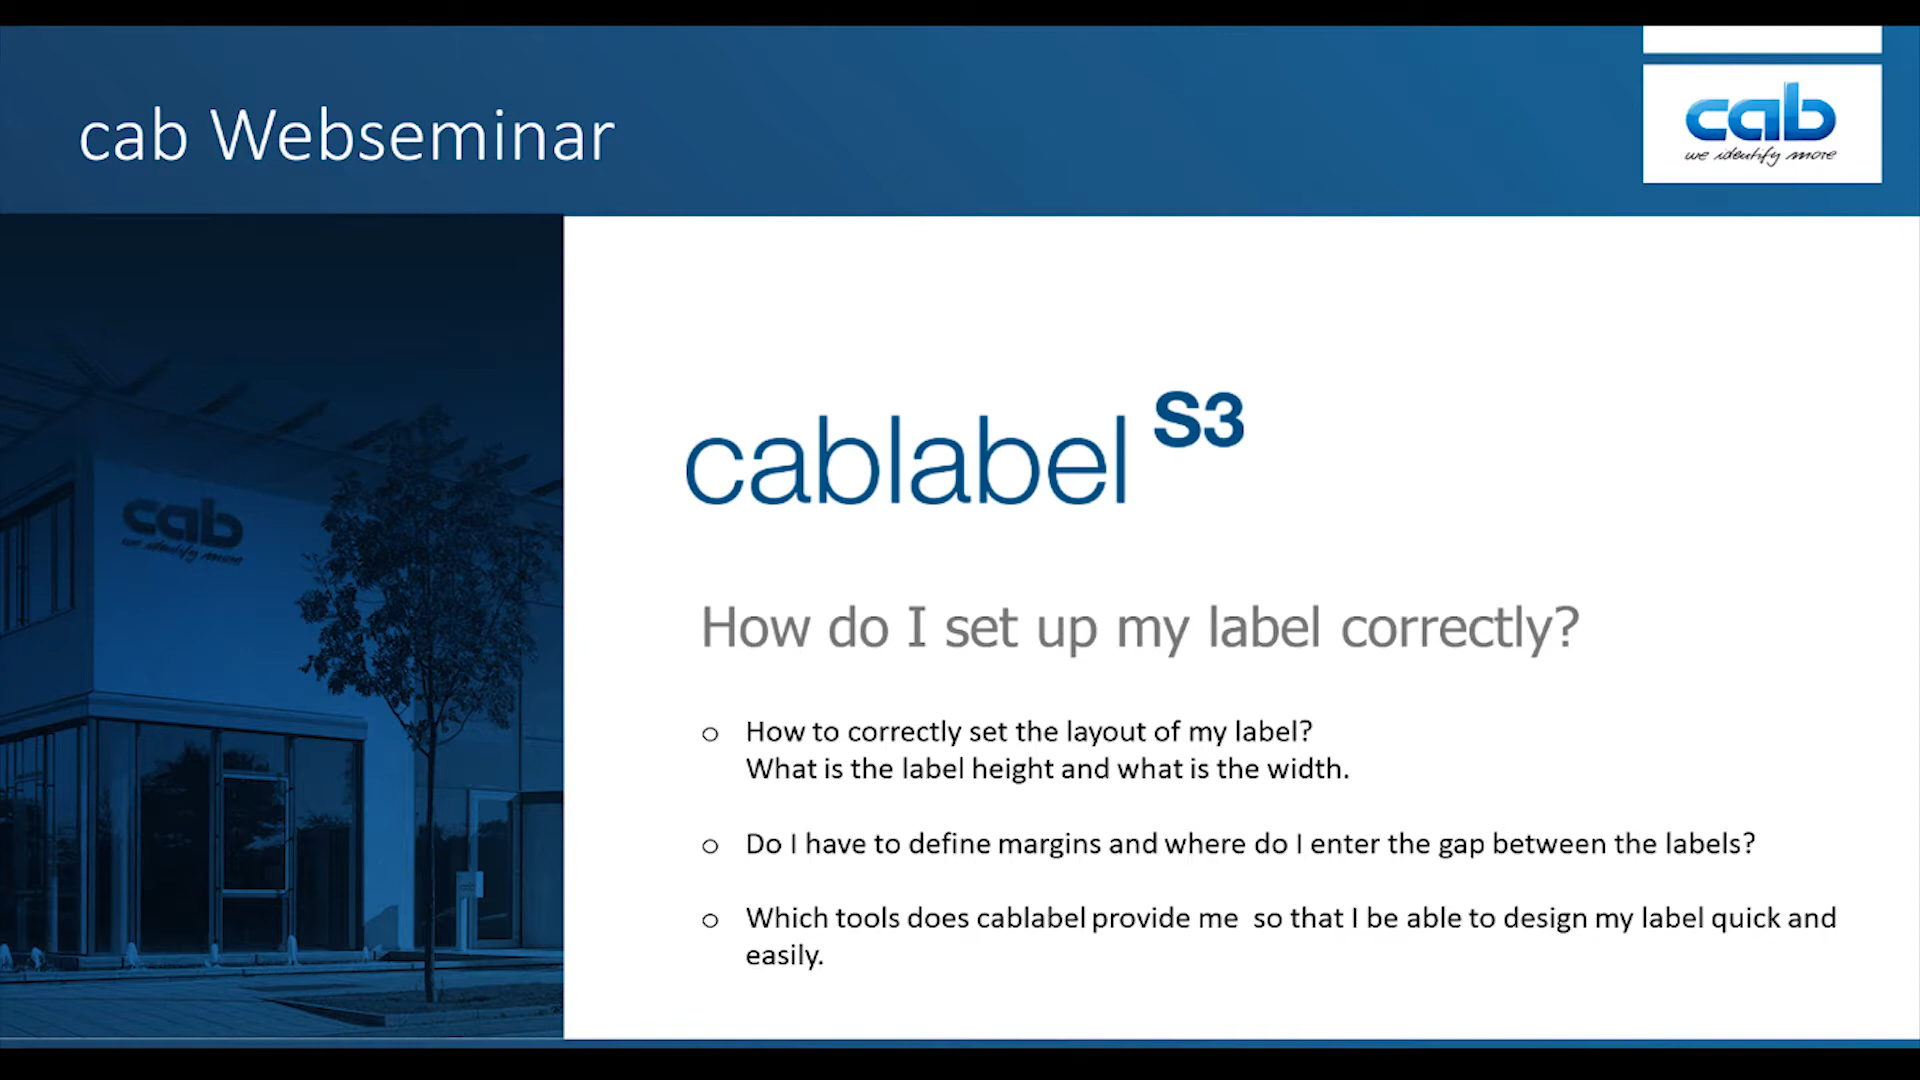 cab Webseminar
cab
we identify more
cab
we identify more
cablabel S3
How do I set up my label correctly?
o How to correctly set the layout of my label?
What is the label height and what is the width.
o Do I have to define margins and where do I enter the gap between the labels?
o Which tools does cablabel provide me  so that I be able to design my label quick and
easily.